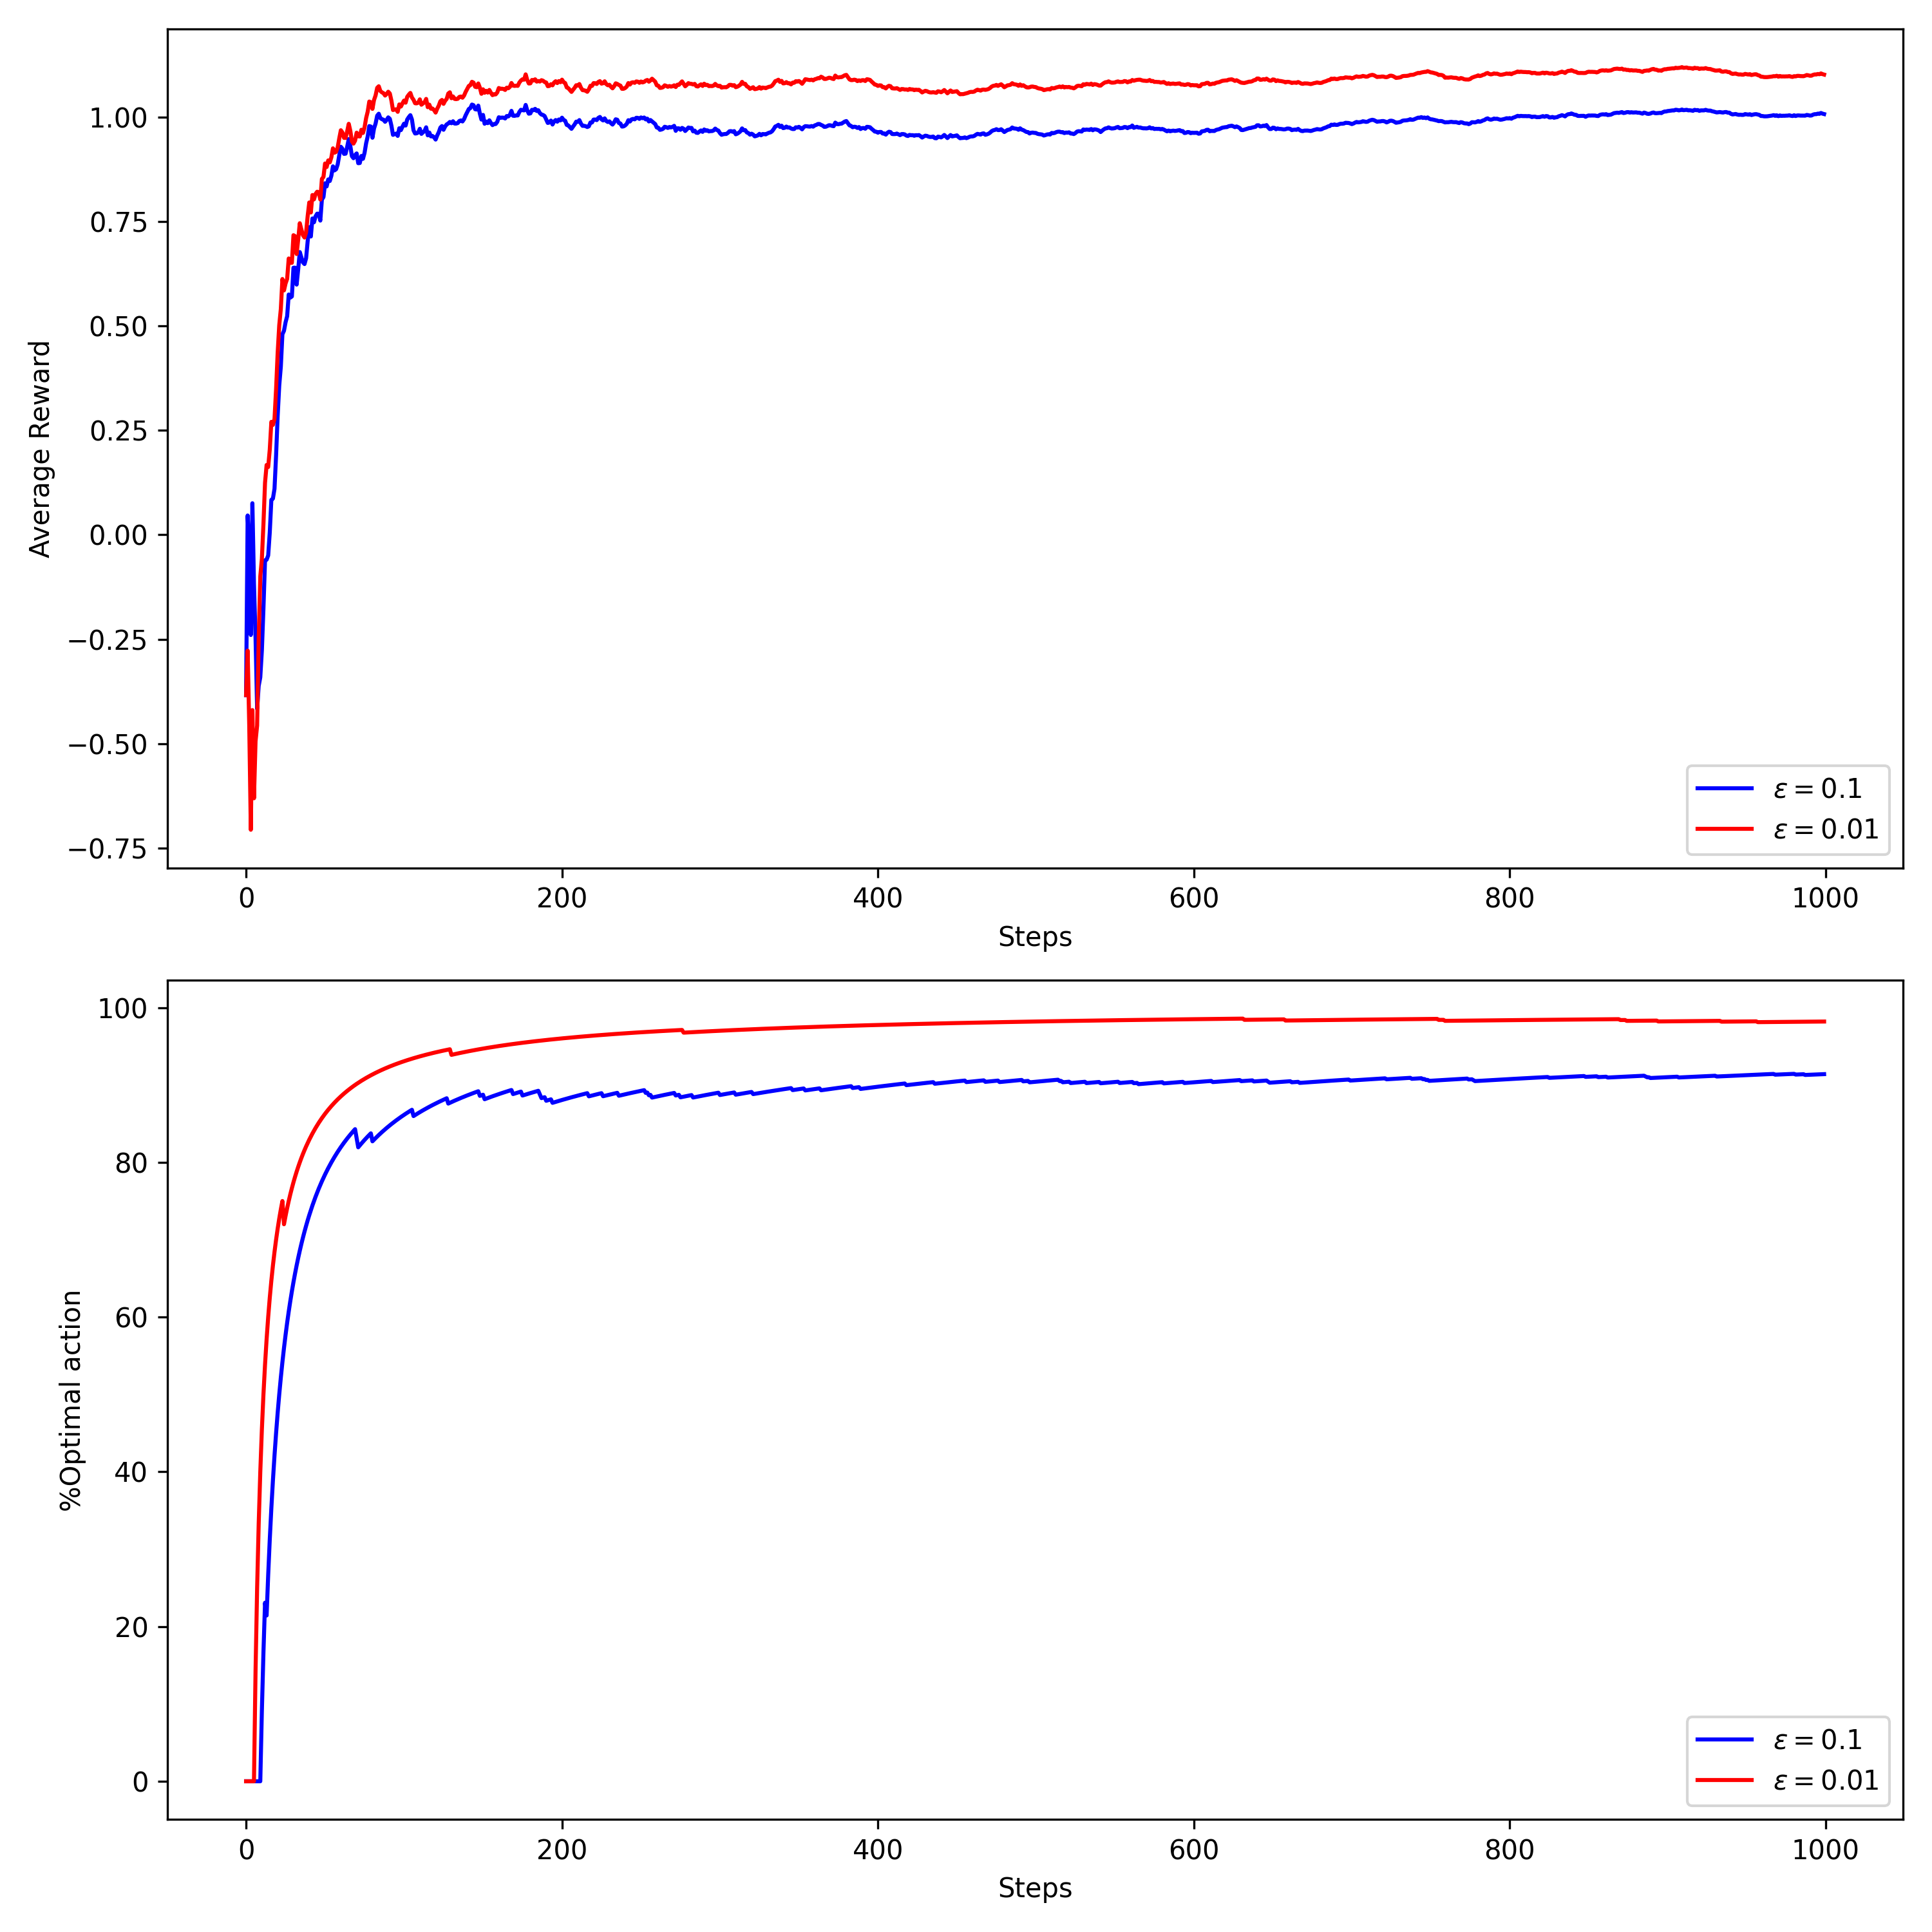 1.00
0.75
0.50
0.25
0.00
−0.25
−0.50
−0.75
Average Reward
0 200 400 600 800 1000
Steps
ε = 0.1
ε = 0.01
100
80
60
40
20
0
%Optimal action
0 200 400 600 800 1000
Steps
ε = 0.1
ε = 0.01